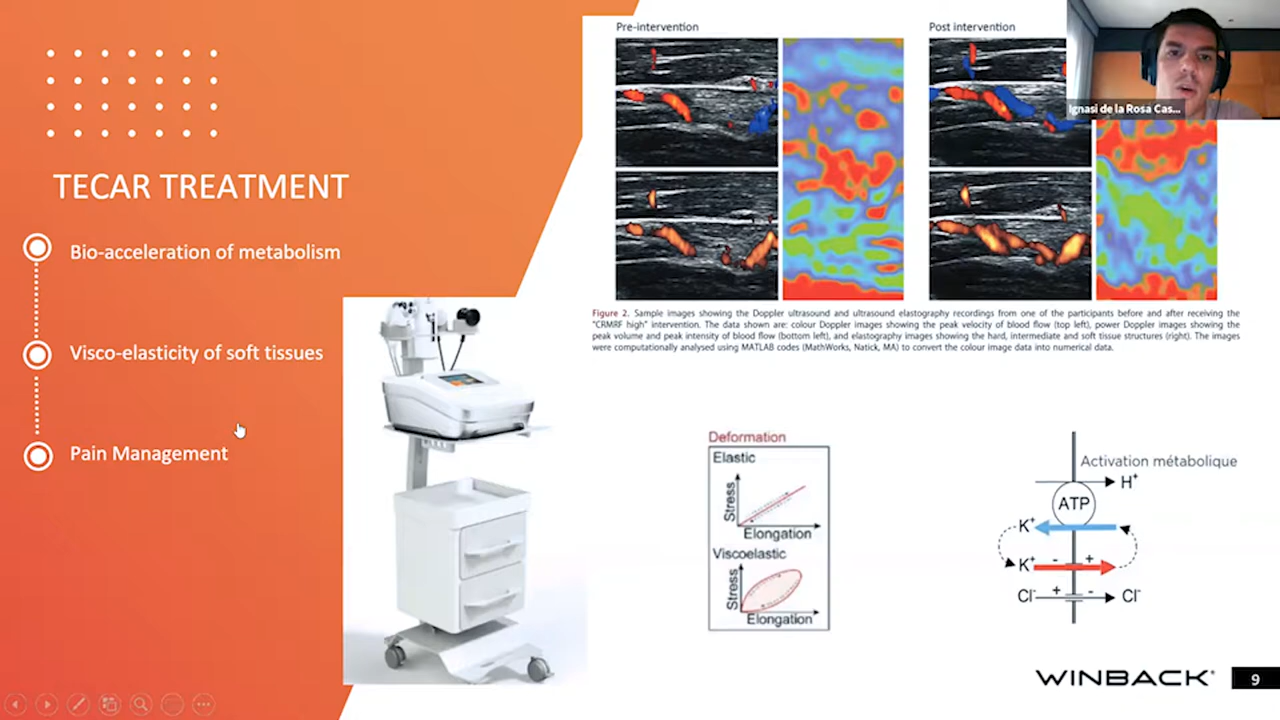 TECAR TREATMENT
Bio-acceleration of metabolism
Visco-elasticity of soft tissues
Pain Management
Pre-intervention
Post intervention
Ignasi de la Rosa Cas...
Figure 2. Sample images showing the Doppler ultrasound and ultrasound elastography recordings from one of the participants before and after receiving the
"CRMRF high" intervention. The data shown are: colour Doppler images showing the peak velocity of blood flow (top left), power Doppler images showing the
peak volume and peak intensity of blood flow (bottom left), and elastography images showing the hard, intermediate and soft tissue structures (right). The images
were computationally analysed using MATLAB codes (MathWorks, Natick, MA) to convert the colour image data into numerical data.
Deformation
Elastic
Stress
Elongation
Viscoelastic
Stress
Elongation
Activation métabolique
H⁺
ATP
K⁺
K⁺ - +
Cl⁻ + - Cl⁻
WINBACK®
9